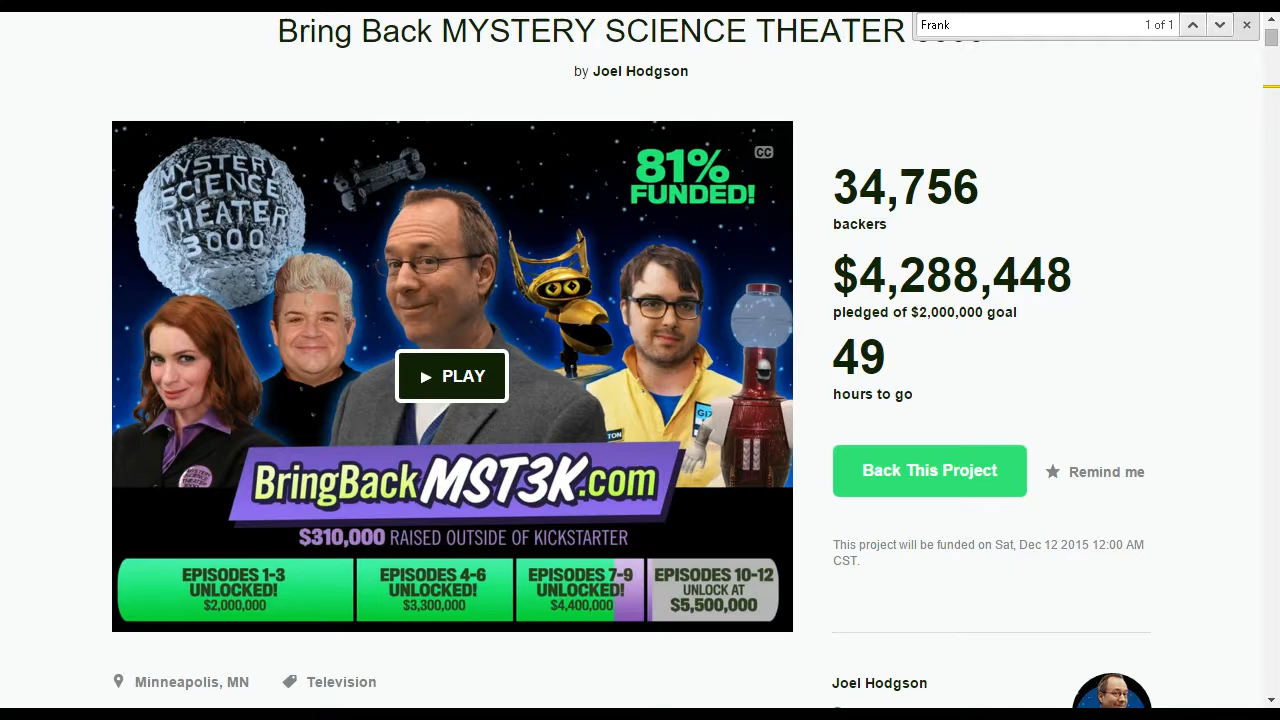 Bring Back MYSTERY SCIENCE THEATER
Frank
1 of 1
by Joel Hodgson
MYSTERY
SCIENCE
THEATER
3000
81%
FUNDED!
CC
PLAY
BringBackMST3K.com
$310,000 RAISED OUTSIDE OF KICKSTARTER
EPISODES 1-3
UNLOCKED!
$2,000,000
EPISODES 4-6
UNLOCKED!
$3,300,000
EPISODES 7-9
UNLOCKED!
$4,400,000
EPISODES 10-12
UNLOCK AT
$5,500,000
34,756
backers
$4,288,448
pledged of $2,000,000 goal
49
hours to go
Back This Project
Remind me
This project will be funded on Sat, Dec 12 2015 12:00 AM
CST.
Minneapolis, MN
Television
Joel Hodgson